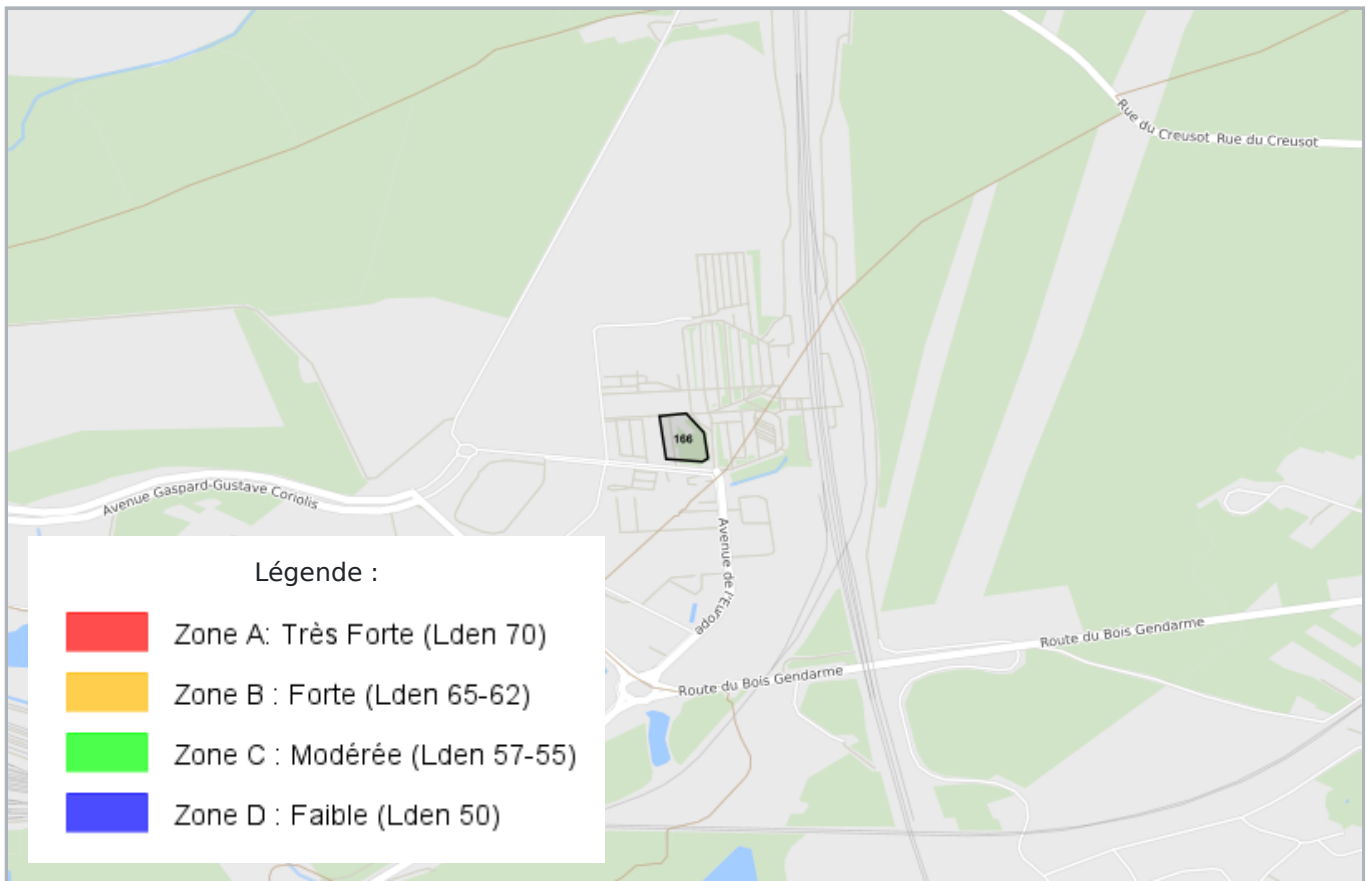 Rue du Creusot Rue du Creusot
166
Avenue Gaspard-Gustave Coriolis
Avenue de l'Europe
Route du Bois Gendarme
Route du Bois Gendarme
Légende :
Zone A: Très Forte (Lden 70)
Zone B : Forte (Lden 65-62)
Zone C : Modérée (Lden 57-55)
Zone D : Faible (Lden 50)